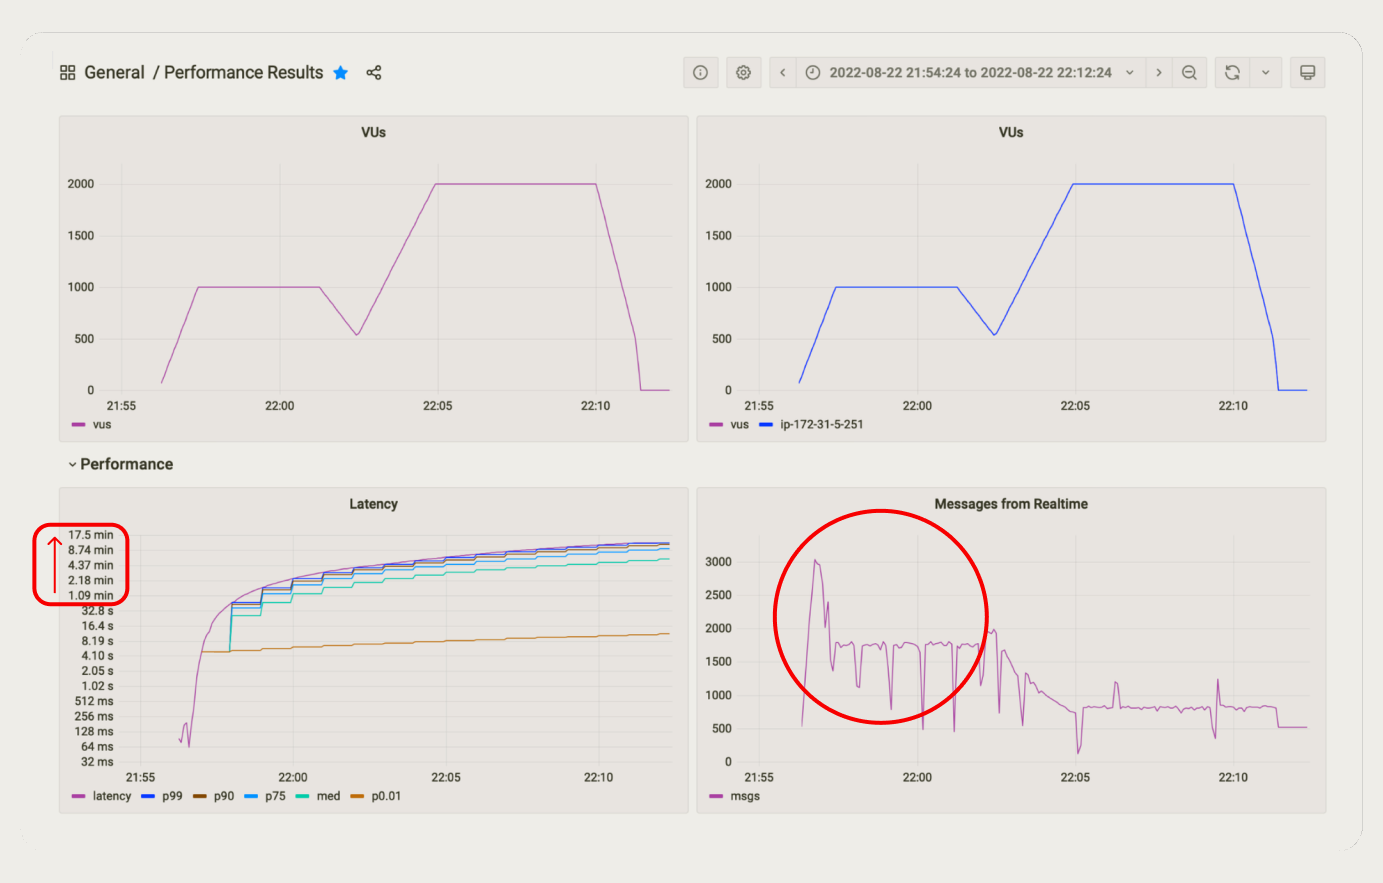 General / Performance Results
2022-08-22 21:54:24 to 2022-08-22 22:12:24
VUs
2000
1500
1000
500
0
21:55 22:00 22:05 22:10
vus
VUs
2000
1500
1000
500
0
21:55 22:00 22:05 22:10
vus ip-172-31-5-251
Performance
Latency
17.5 min
8.74 min
4.37 min
2.18 min
1.09 min
32.8 s
16.4 s
8.19 s
4.10 s
2.05 s
1.02 s
512 ms
256 ms
128 ms
64 ms
32 ms
21:55 22:00 22:05 22:10
latency p99 p90 p75 med p0.01
Messages from Realtime
3000
2500
2000
1500
1000
500
0
21:55 22:00 22:05 22:10
msgs